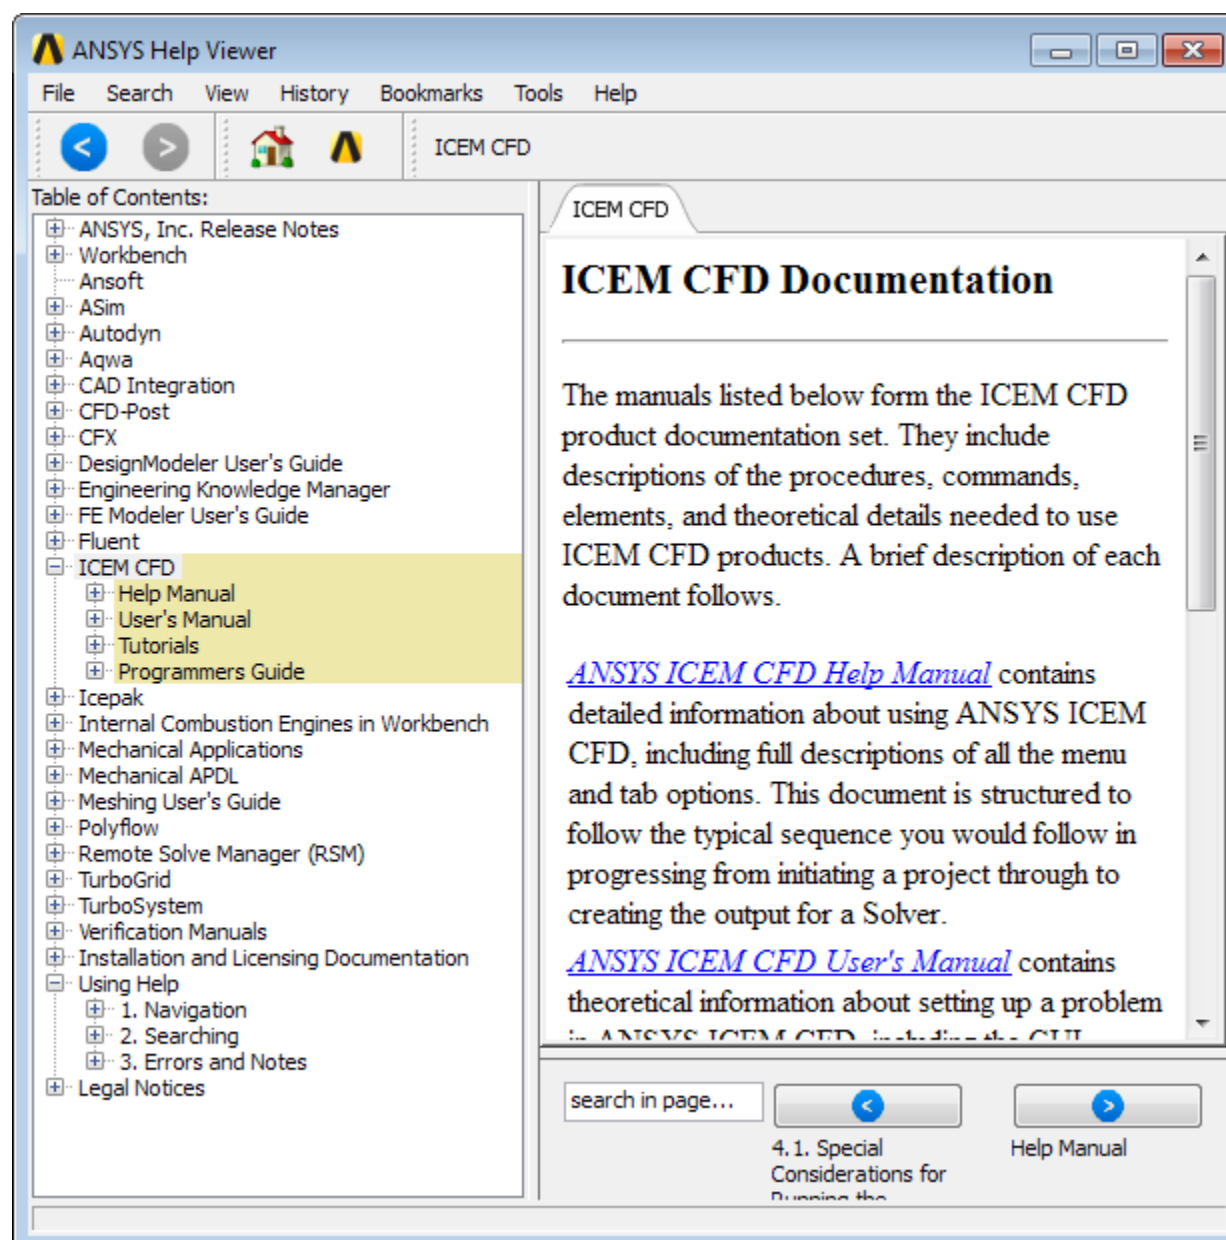 ANSYS Help Viewer
File Search View History Bookmarks Tools Help
ICEM CFD
Table of Contents:
ANSYS, Inc. Release Notes
Workbench
Ansoft
ASim
Autodyn
Aqwa
CAD Integration
CFD-Post
CFX
DesignModeler User's Guide
Engineering Knowledge Manager
FE Modeler User's Guide
Fluent
ICEM CFD
Help Manual
User's Manual
Tutorials
Programmers Guide
Icepak
Internal Combustion Engines in Workbench
Mechanical Applications
Mechanical APDL
Meshing User's Guide
Polyflow
Remote Solve Manager (RSM)
TurboGrid
TurboSystem
Verification Manuals
Installation and Licensing Documentation
Using Help
1. Navigation
2. Searching
3. Errors and Notes
Legal Notices
ICEM CFD
ICEM CFD Documentation
The manuals listed below form the ICEM CFD
product documentation set. They include
descriptions of the procedures, commands,
elements, and theoretical details needed to use
ICEM CFD products. A brief description of each
document follows.
ANSYS ICEM CFD Help Manual contains
detailed information about using ANSYS ICEM
CFD, including full descriptions of all the menu
and tab options. This document is structured to
follow the typical sequence you would follow in
progressing from initiating a project through to
creating the output for a Solver.
ANSYS ICEM CFD User's Manual contains
theoretical information about setting up a problem
in ANSYS ICEM CFD, including the GUI
search in page...
4.1. Special
Considerations for
Running the
Help Manual